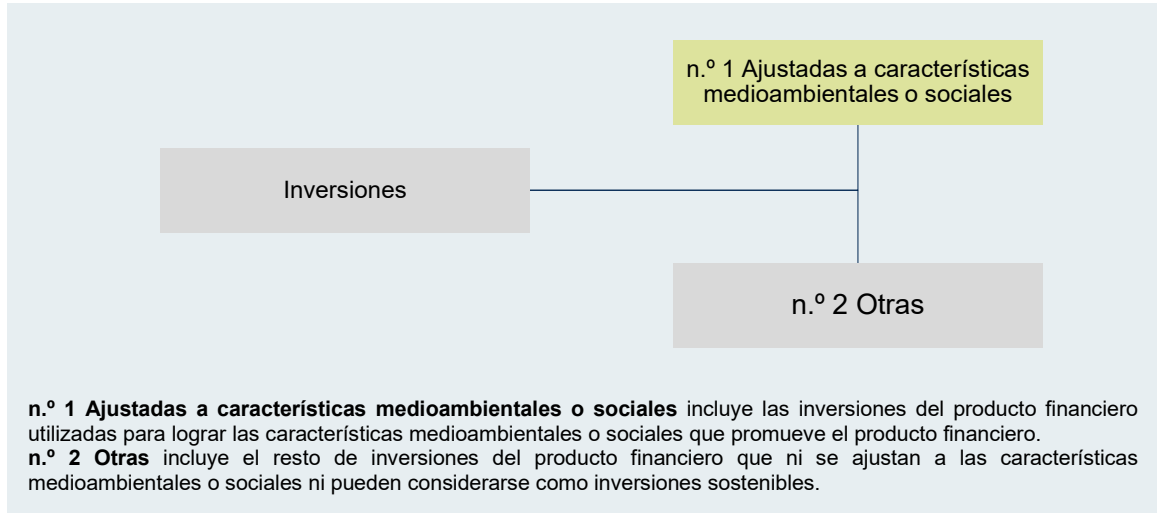 n.º 1 Ajustadas a características
medioambientales o sociales
Inversiones
n.º 2 Otras
n.º 1 Ajustadas a características medioambientales o sociales incluye las inversiones del producto financiero
utilizadas para lograr las características medioambientales o sociales que promueve el producto financiero.
n.º 2 Otras incluye el resto de inversiones del producto financiero que ni se ajustan a las características
medioambientales o sociales ni pueden considerarse como inversiones sostenibles.